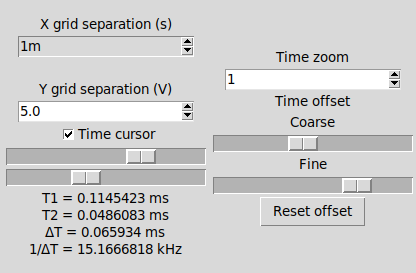 X grid separation (s)
1m
Y grid separation (V)
5.0
Time cursor
T1 = 0.1145423 ms
T2 = 0.0486083 ms
ΔT = 0.065934 ms
1/ΔT = 15.1666818 kHz
Time zoom
1
Time offset
Coarse
Fine
Reset offset